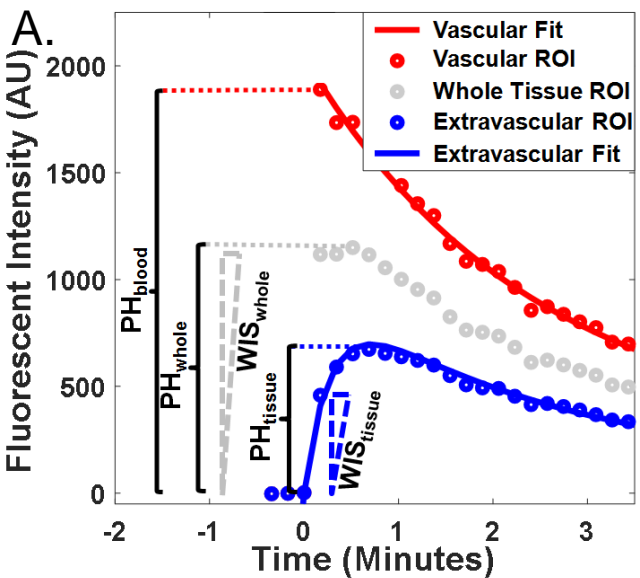 A.
Vascular Fit
Vascular ROI
Whole Tissue ROI
Extravascular ROI
Extravascular Fit
Fluorescent Intensity (AU)
2000
1500
1000
500
0
PHblood
PHwhole
WISwhole
PHtissue
WIStissue
-2
-1
0
1
2
3
Time (Minutes)